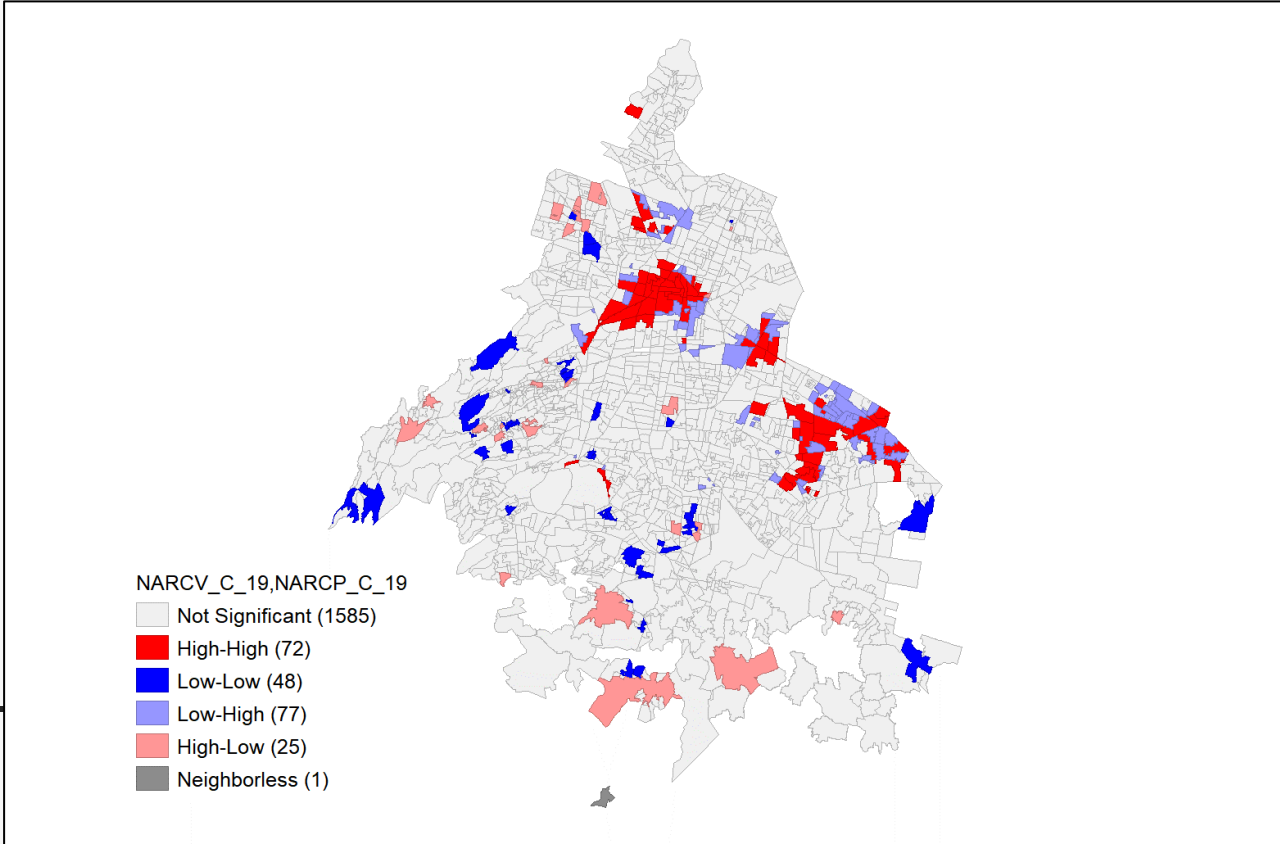 NARCV_C_19,NARCP_C_19
Not Significant (1585)
High-High (72)
Low-Low (48)
Low-High (77)
High-Low (25)
Neighborless (1)